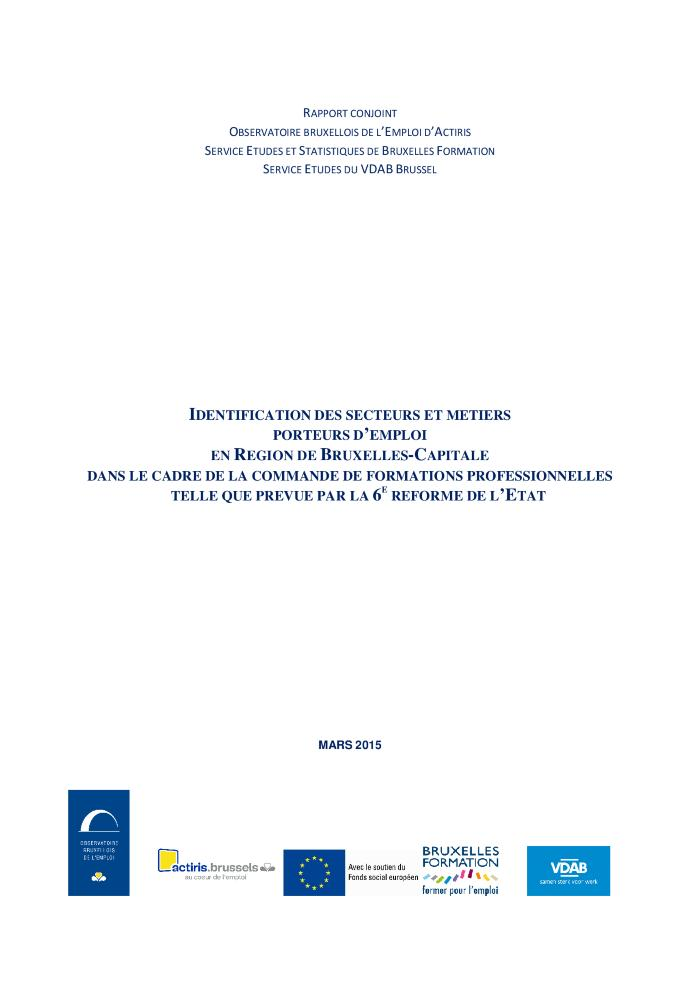 RAPPORT CONJOINT
OBSERVATOIRE BRUXELLOIS DE L'EMPLOI D'ACTIRIS
SERVICE ETUDES ET STATISTIQUES DE BRUXELLES FORMATION
SERVICE ETUDES DU VDAB BRUSSEL
IDENTIFICATION DES SECTEURS ET METIERS
PORTEURS D'EMPLOI
EN REGION DE BRUXELLES-CAPITALE
DANS LE CADRE DE LA COMMANDE DE FORMATIONS PROFESSIONNELLES
TELLE QUE PREVUE PAR LA 6E REFORME DE L'ETAT
MARS 2015
OBSERVATOIRE
BRUXELLOIS
DE L'EMPLOI
actiris.brussels
au coeur de l'emploi
Avec le soutien du
Fonds social européen
BRUXELLES
FORMATION
former pour l'emploi
VDAB
samen sterk voor werk